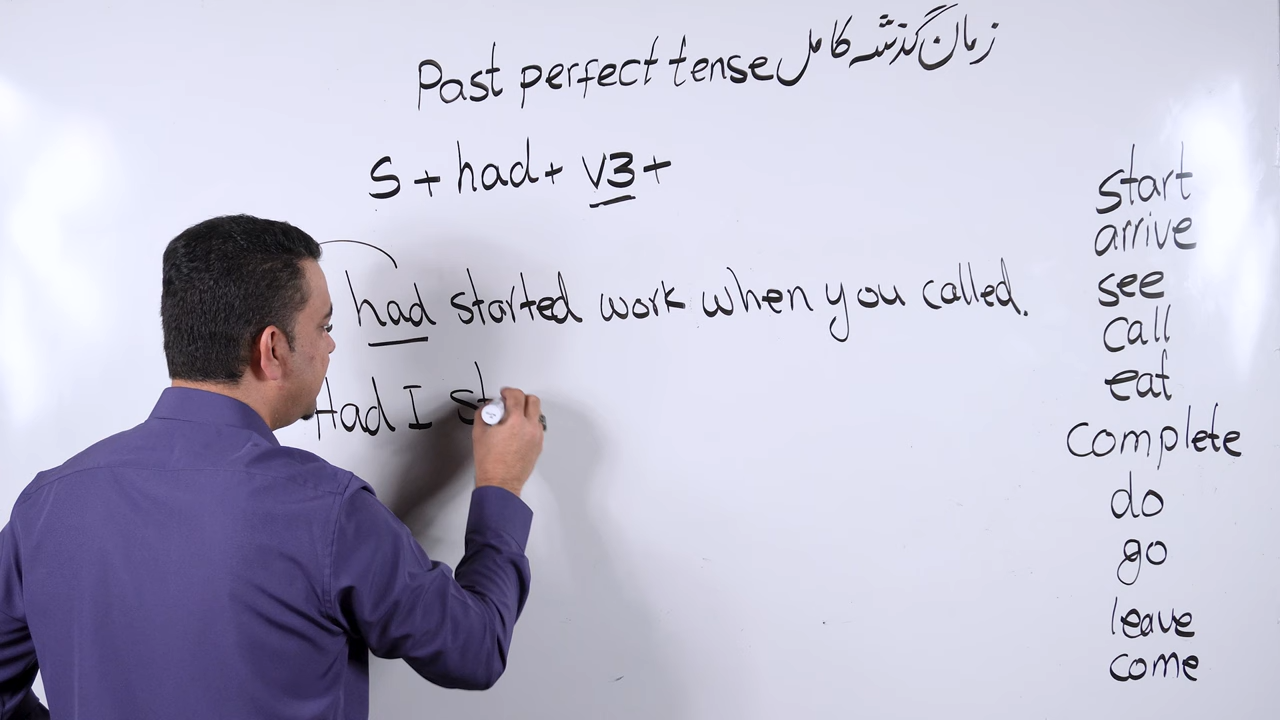 Past perfect tense زمان گذشته کامل
S + had + V3 +
had started work when you called.
Had I st
start
arrive
see
call
eat
complete
do
go
leave
come